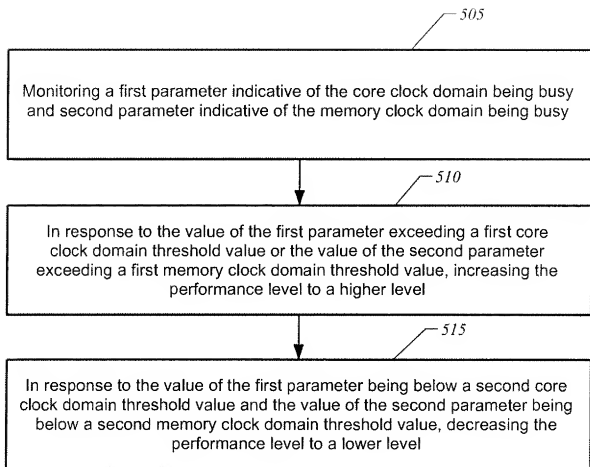 505
Monitoring a first parameter indicative of the core clock domain being busy
and second parameter indicative of the memory clock domain being busy
510
In response to the value of the first parameter exceeding a first core
clock domain threshold value or the value of the second parameter
exceeding a first memory clock domain threshold value, increasing the
performance level to a higher level
515
In response to the value of the first parameter being below a second core
clock domain threshold value and the value of the second parameter being
below a second memory clock domain threshold value, decreasing the
performance level to a lower level